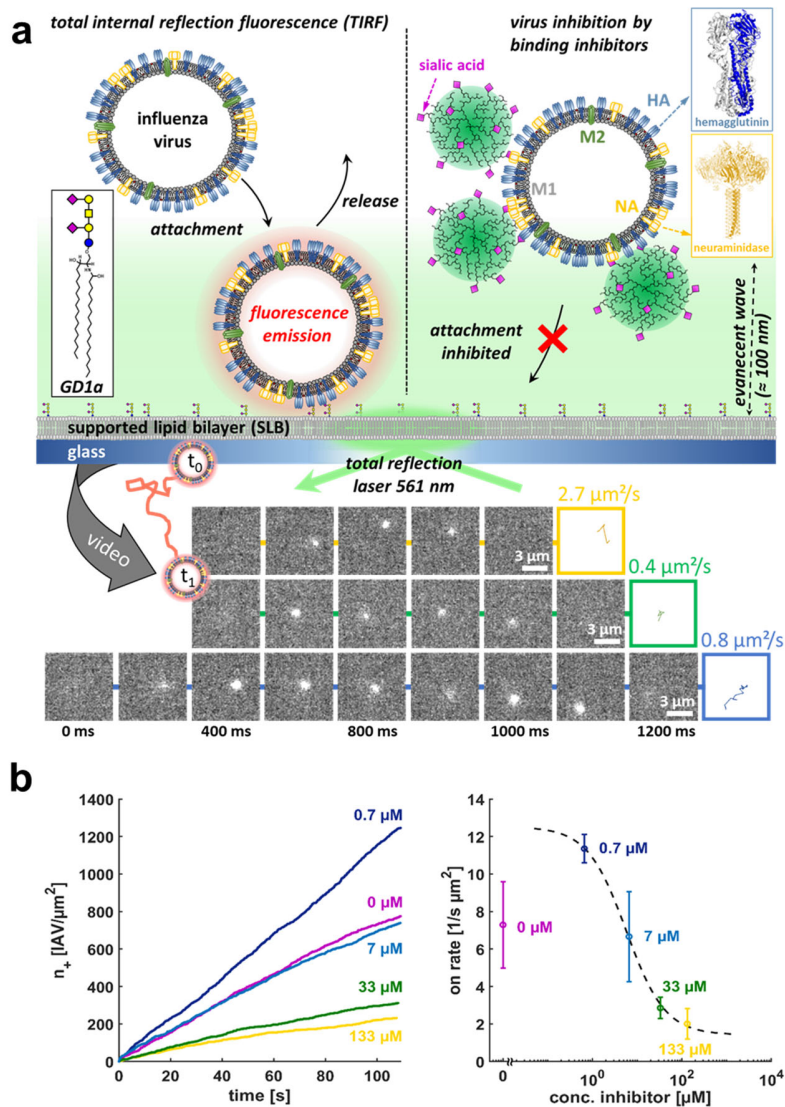 a
total internal reflection fluorescence (TIRF)
virus inhibition by
binding inhibitors
sialic acid
influenza
virus
HA
hemagglutinin
M2
M1
NA
neuraminidase
attachment
release
GD1a
fluorescence
emission
attachment
inhibited
evanecent wave
(≈ 100 nm)
supported lipid bilayer (SLB)
glass
t₀
total reflection
laser 561 nm
video
t₁
2.7 µm²/s
3 µm
0.4 µm²/s
3 µm
0.8 µm²/s
3 µm
0 ms 400 ms 800 ms 1000 ms 1200 ms
b
1400
1200
1000
800
600
400
200
0
n₊ [IAV/µm²]
0.7 µM
0 µM
7 µM
33 µM
133 µM
0 20 40 60 80 100
time [s]
14
12
10
8
6
4
2
0
on rate [1/s µm²]
0.7 µM
0 µM
7 µM
33 µM
133 µM
0 10⁰ 10² 10⁴
conc. inhibitor [µM]